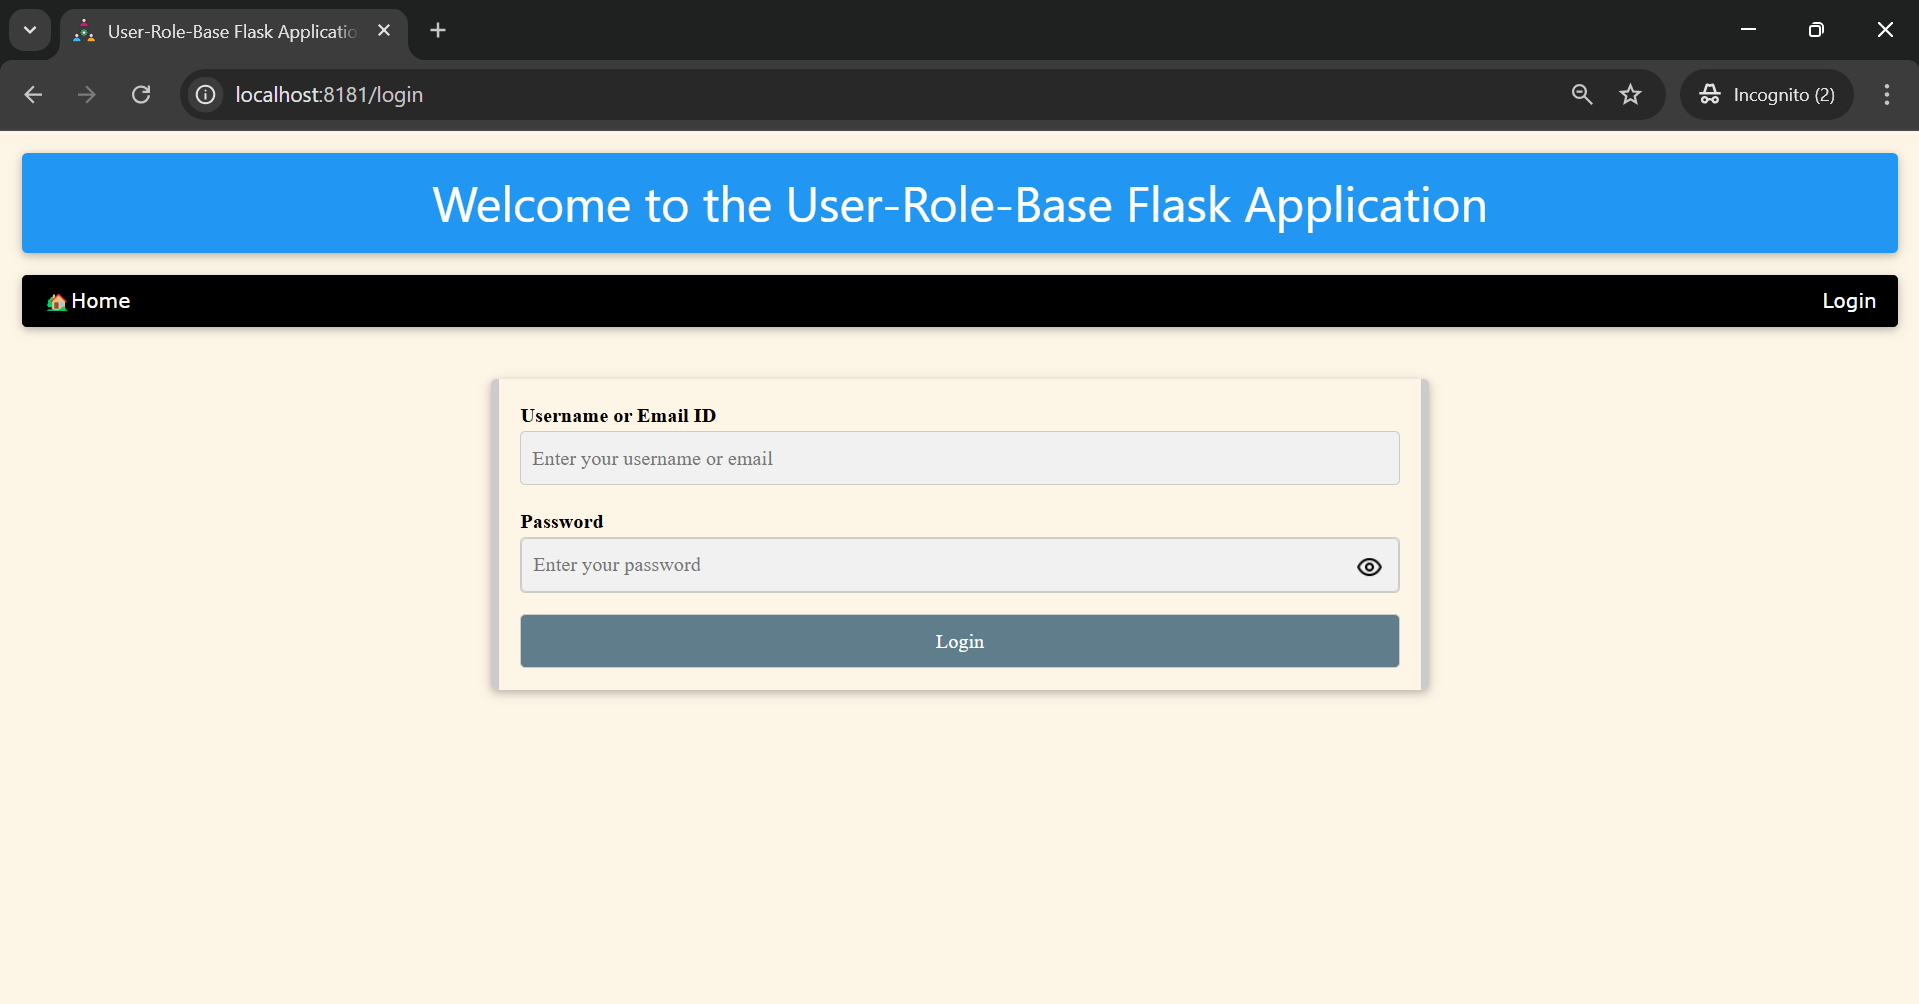 User-Role-Base Flask Applicatio
localhost:8181/login
Incognito (2)
Welcome to the User-Role-Base Flask Application
Home
Login
Username or Email ID
Enter your username or email
Password
Enter your password
Login